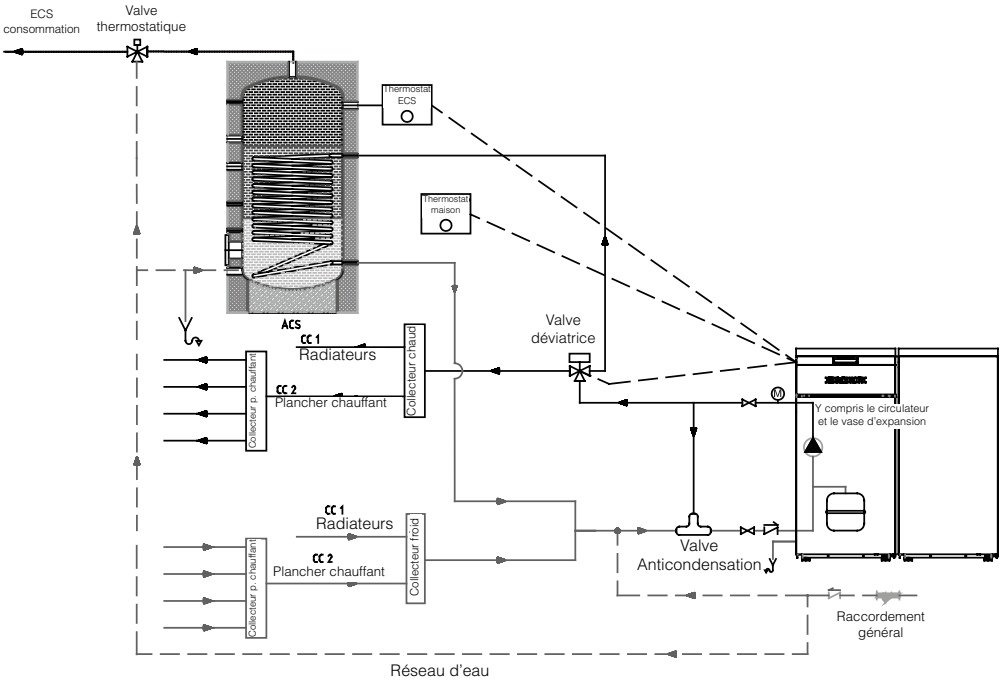 ECS
consommation
Valve
thermostatique
Thermostat
ECS
Thermostat
maison
ACS
Valve
déviatrice
CC 1
Radiateurs
CC 2
Plancher chauffant
Collecteur p. chauffant
Collecteur chaud
M
Y compris le circulateur
et le vase d'expansion
CC 1
Radiateurs
CC 2
Plancher chauffant
Collecteur p. chauffant
Collecteur froid
Valve
Anticondensation
Raccordement
général
Réseau d'eau